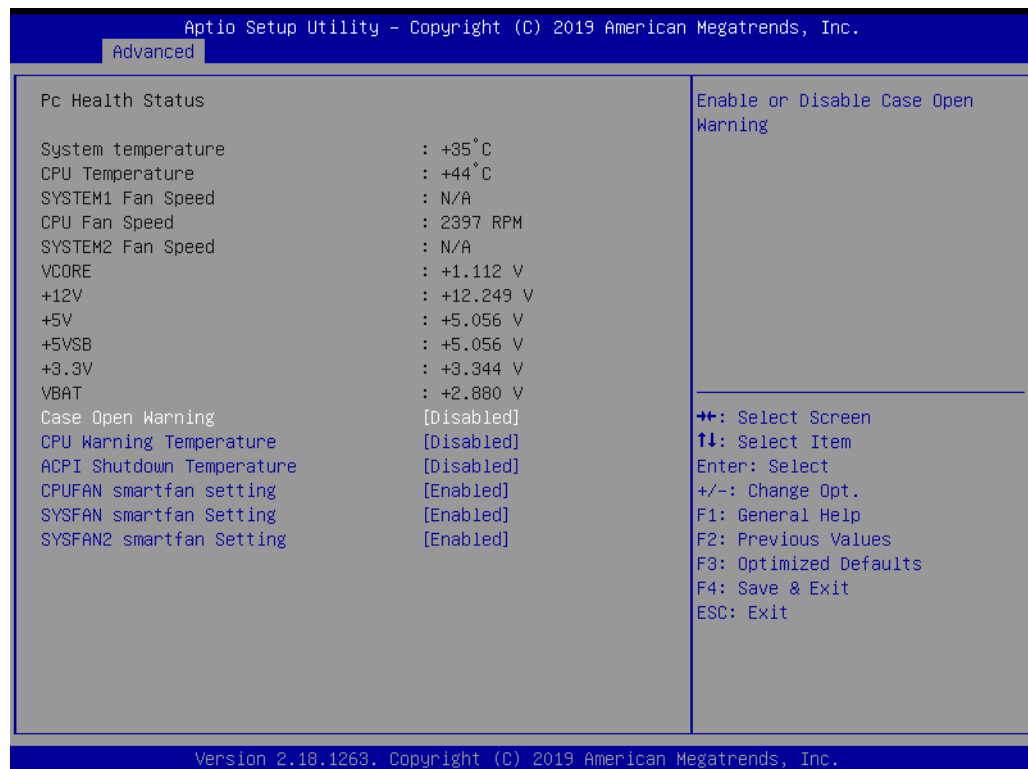 Aptio Setup Utility – Copyright (C) 2019 American Megatrends, Inc.
Advanced
Pc Health Status
System temperature : +35°C
CPU Temperature : +44°C
SYSTEM1 Fan Speed : N/A
CPU Fan Speed : 2397 RPM
SYSTEM2 Fan Speed : N/A
VCORE : +1.112 V
+12V : +12.249 V
+5V : +5.056 V
+5VSB : +5.056 V
+3.3V : +3.344 V
VBAT : +2.880 V
Case Open Warning [Disabled]
CPU Warning Temperature [Disabled]
ACPI Shutdown Temperature [Disabled]
CPUFAN smartfan setting [Enabled]
SYSFAN smartfan Setting [Enabled]
SYSFAN2 smartfan Setting [Enabled]
Enable or Disable Case Open
Warning
→←: Select Screen
↑↓: Select Item
Enter: Select
+/-: Change Opt.
F1: General Help
F2: Previous Values
F3: Optimized Defaults
F4: Save & Exit
ESC: Exit
Version 2.18.1263. Copyright (C) 2019 American Megatrends, Inc.